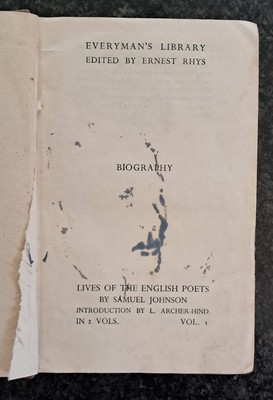 EVERYMAN'S LIBRARY
EDITED BY ERNEST RHYS
BIOGRAPHY
LIVES OF THE ENGLISH POETS
BY SAMUEL JOHNSON
INTRODUCTION BY L. ARCHER-HIND
IN 2 VOLS. VOL. 1